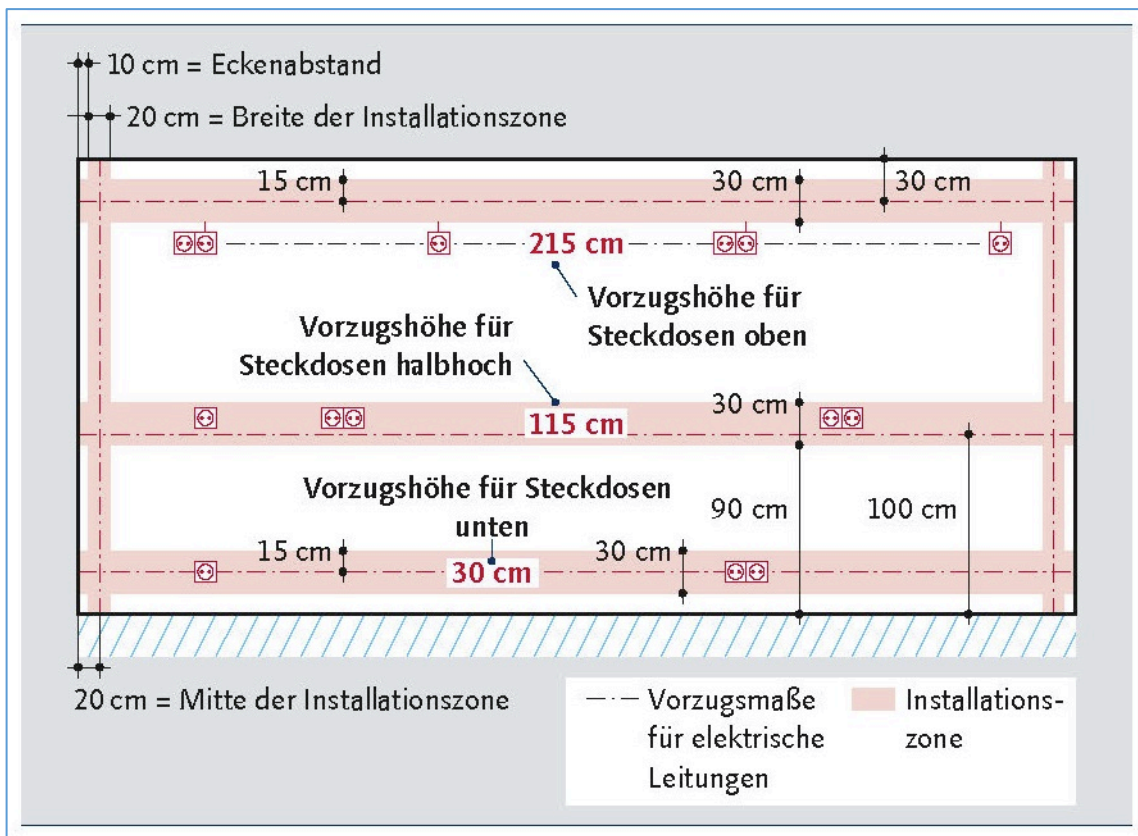 10 cm = Eckenabstand
20 cm = Breite der Installationszone
15 cm
30 cm
30 cm
215 cm
Vorzugshöhe für
Steckdosen oben
Vorzugshöhe für
Steckdosen halbhoch
30 cm
115 cm
Vorzugshöhe für Steckdosen
unten
90 cm
100 cm
15 cm
30 cm
30 cm
20 cm = Mitte der Installationszone
Vorzugsmaße
für elektrische
Leitungen
Installations-
zone